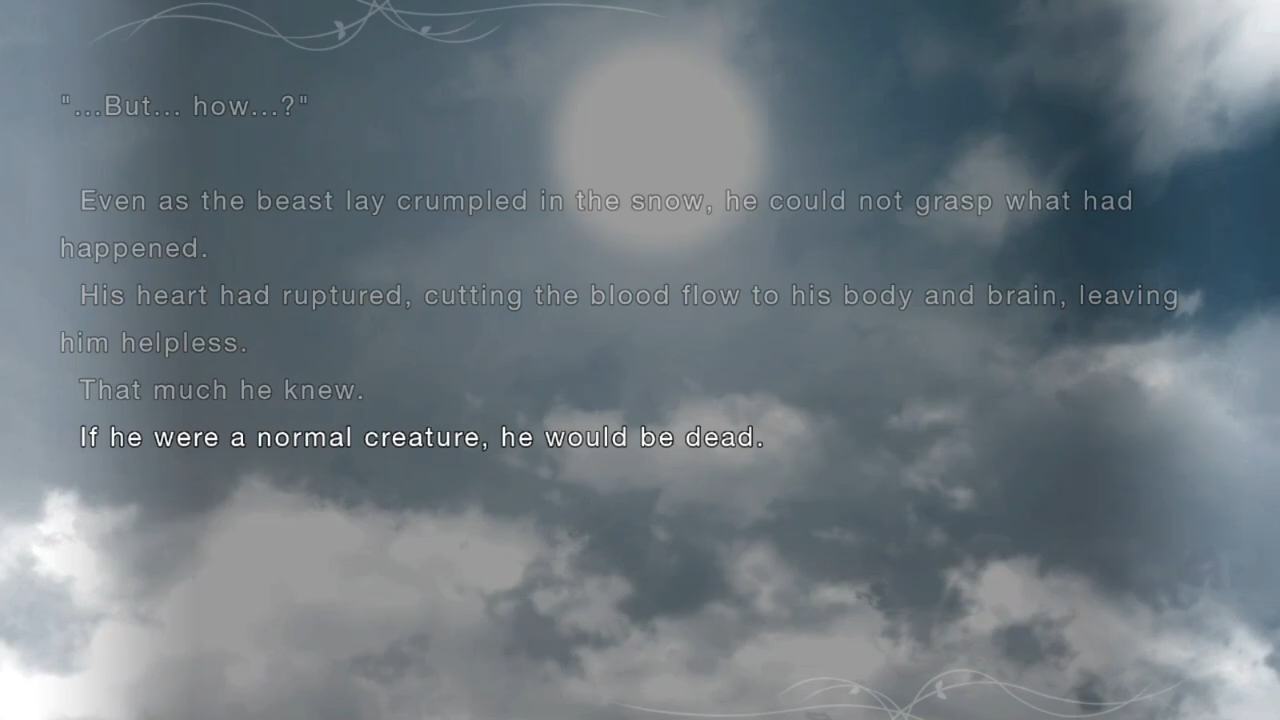 "...But... how...?"
Even as the beast lay crumpled in the snow, he could not grasp what had
happened.
His heart had ruptured, cutting the blood flow to his body and brain, leaving
him helpless.
That much he knew.
If he were a normal creature, he would be dead.